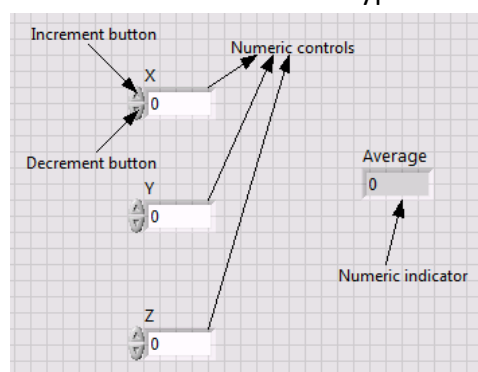 Increment button
Numeric controls
X
0
Decrement button
Average
0
Y
0
Numeric indicator
Z
0